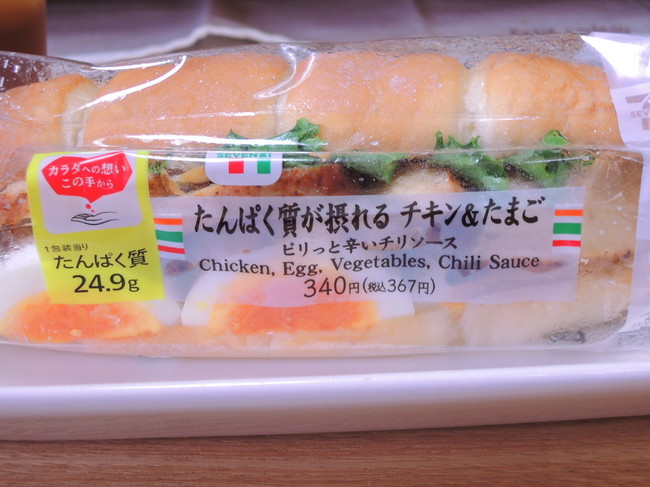 カラダへの想い
この手から
1包装当り
たんぱく質
24.9g
SEVEN&i
たんぱく質が摂れる チキン&たまご
ピリっと辛いチリソース
Chicken, Egg, Vegetables, Chili Sauce
340円(税込367円)